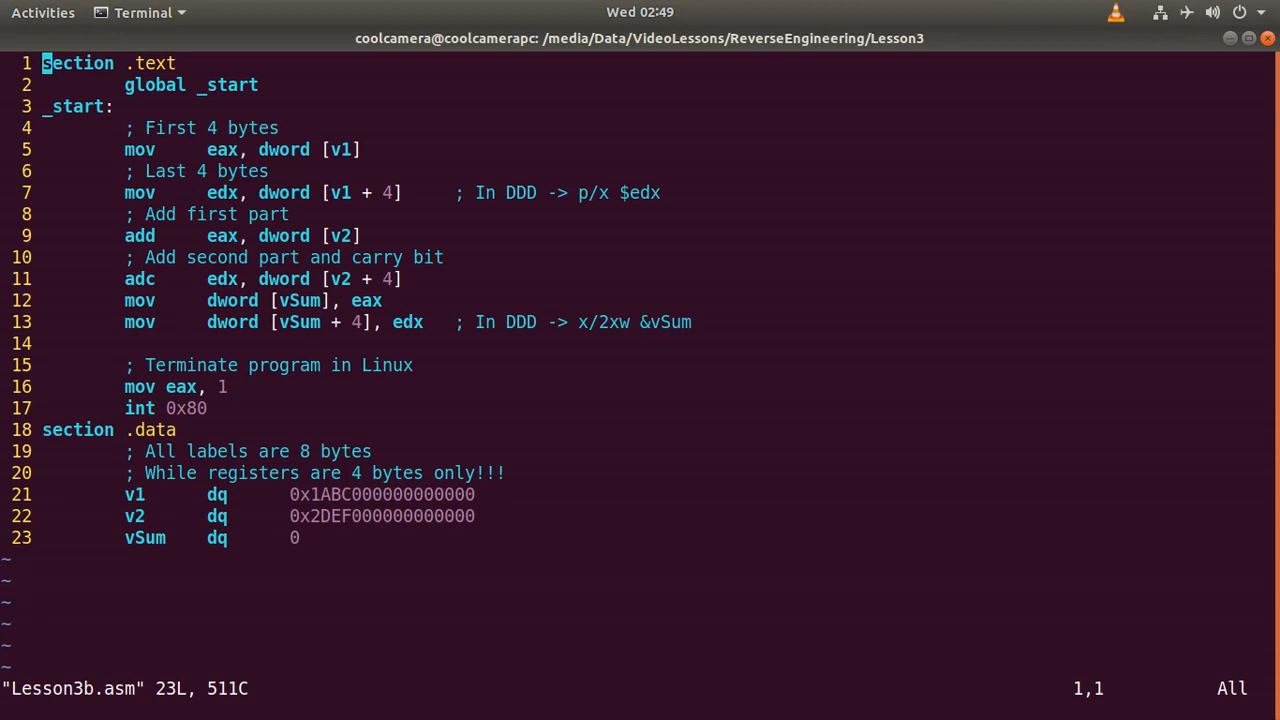 Activities Terminal Wed 02:49
coolcamera@coolcamerapc: /media/Data/VideoLessons/ReverseEngineering/Lesson3
1 section .text
2 global _start
3 _start:
4 ; First 4 bytes
5 mov eax, dword [v1]
6 ; Last 4 bytes
7 mov edx, dword [v1 + 4] ; In DDD -> p/x $edx
8 ; Add first part
9 add eax, dword [v2]
10 ; Add second part and carry bit
11 adc edx, dword [v2 + 4]
12 mov dword [vSum], eax
13 mov dword [vSum + 4], edx ; In DDD -> x/2xw &vSum
14
15 ; Terminate program in Linux
16 mov eax, 1
17 int 0x80
18 section .data
19 ; All labels are 8 bytes
20 ; While registers are 4 bytes only!!!
21 v1 dq 0x1ABC000000000000
22 v2 dq 0x2DEF000000000000
23 vSum dq 0
~
~
~
~
~
~
"Lesson3b.asm" 23L, 511C 1,1 All